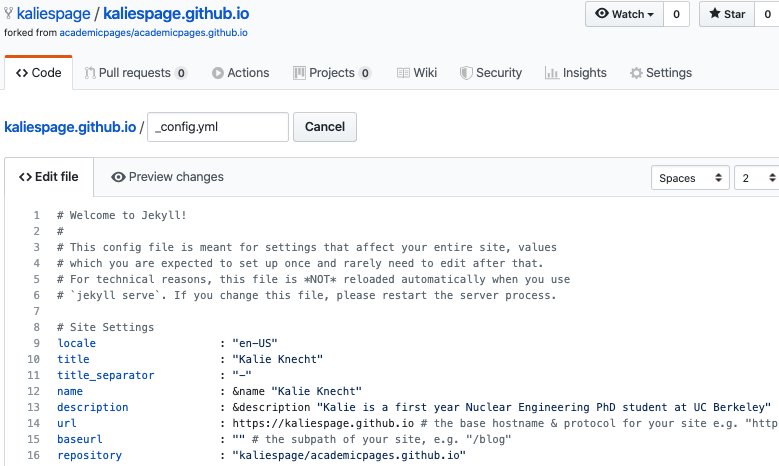 kaliespage / kaliespage.github.io
Watch 0 Star 0
forked from academicpages/academicpages.github.io
Code Pull requests 0 Actions Projects 0 Wiki Security Insights Settings
kaliespage.github.io / _config.yml Cancel
Edit file Preview changes Spaces 2
1 # Welcome to Jekyll!
2 #
3 # This config file is meant for settings that affect your entire site, values
4 # which you are expected to set up once and rarely need to edit after that.
5 # For technical reasons, this file is *NOT* reloaded automatically when you use
6 # `jekyll serve`. If you change this file, please restart the server process.
7
8 # Site Settings
9 locale : "en-US"
10 title : "Kalie Knecht"
11 title_separator : "-"
12 name : &name "Kalie Knecht"
13 description : &description "Kalie is a first year Nuclear Engineering PhD student at UC Berkeley"
14 url : https://kaliespage.github.io # the base hostname & protocol for your site e.g. "http
15 baseurl : "" # the subpath of your site, e.g. "/blog"
16 repository : "kaliespage/academicpages.github.io"